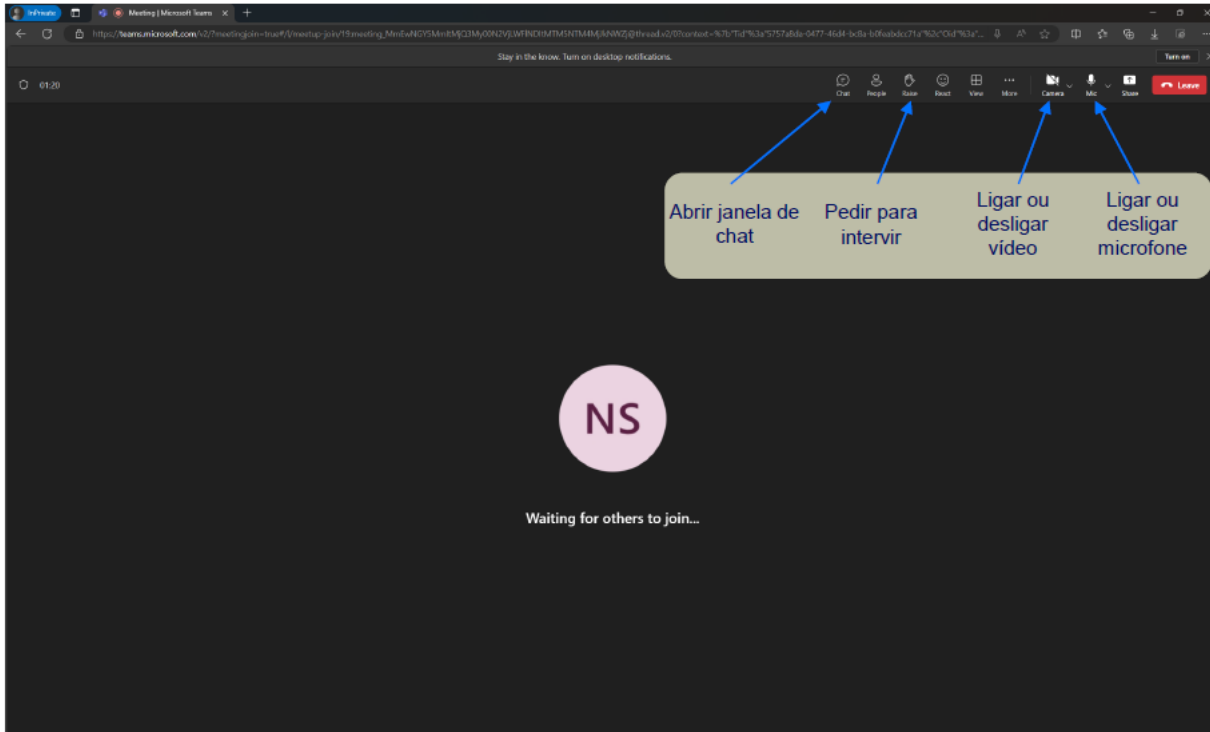 InPrivate
Meeting | Microsoft Teams
Stay in the know. Turn on desktop notifications.
Turn on
01:20
Chat
People
Raise
React
View
More
Camera
Mic
Share
Leave
Abrir janela de
chat
Pedir para
intervir
Ligar ou
desligar
vídeo
Ligar ou
desligar
microfone
NS
Waiting for others to join...